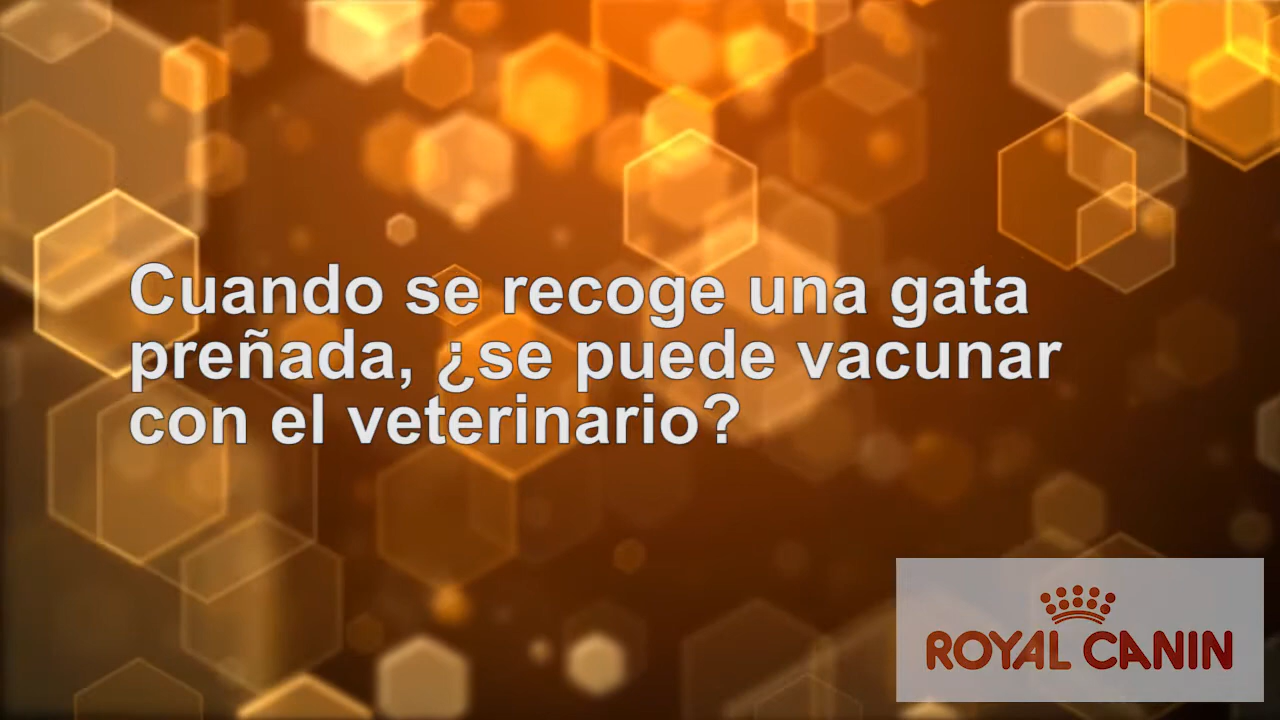 Cuando se recoge una gata
preñada, ¿se puede vacunar
con el veterinario?
ROYAL CANIN